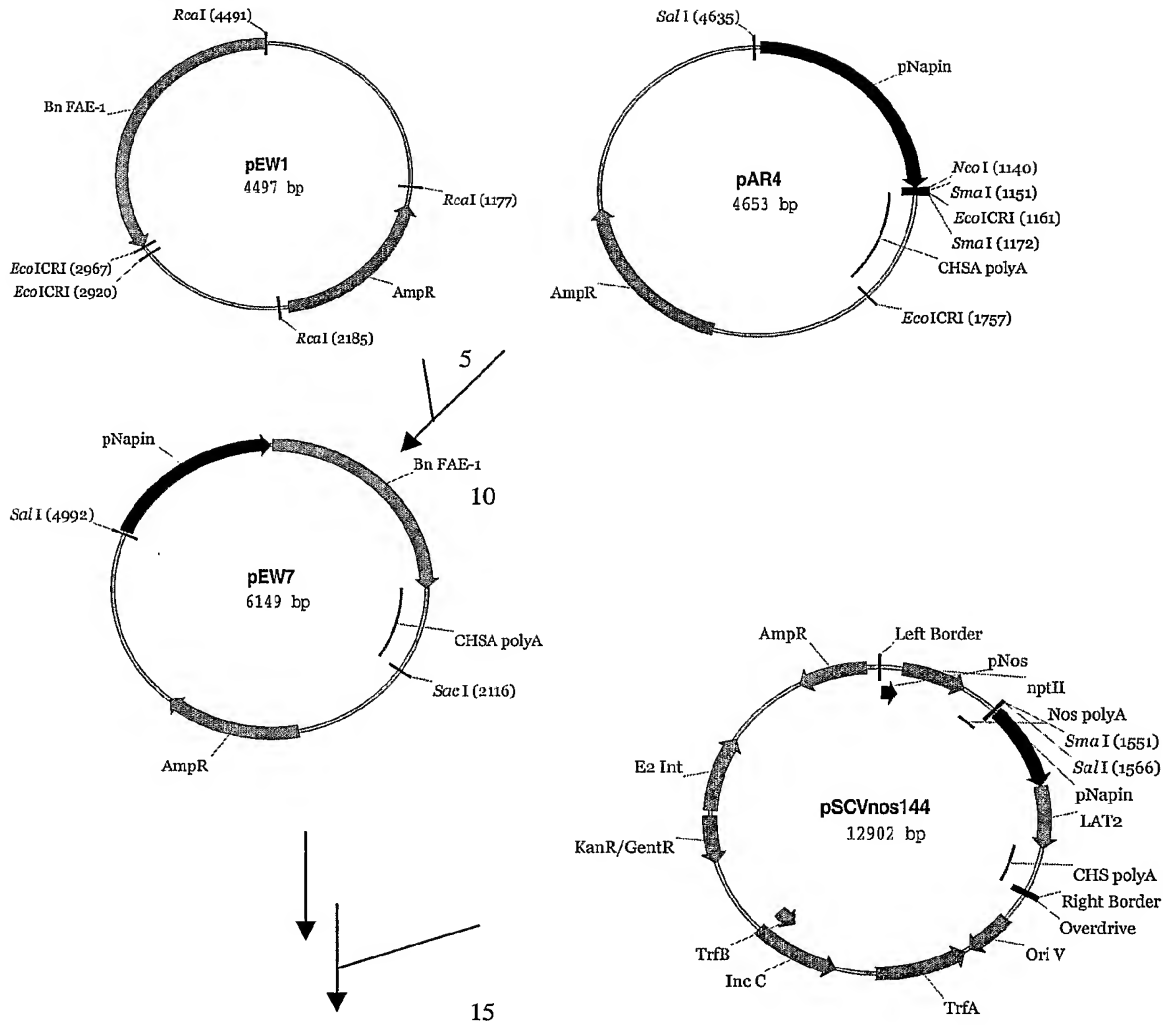 RcaI (4491)
Bn FAE-1
pEW1
4497 bp
RcaI (1177)
EcoICRI (2967)
EcoICRI (2920)
AmpR
RcaI (2185)
Sal I (4635)
pNapin
pAR4
4653 bp
NcoI (1140)
SmaI (1151)
EcoICRI (1161)
SmaI (1172)
CHSA polyA
AmpR
EcoICRI (1757)
5
pNapin
Bn FAE-1
10
Sal I (4992)
pEW7
6149 bp
CHSA polyA
Sac I (2116)
AmpR
AmpR
Left Border
pNos
nptII
Nos polyA
SmaI (1551)
Sal I (1566)
pNapin
LAT2
E2 Int
pSCVnos144
12902 bp
KanR/GentR
CHS polyA
Right Border
Overdrive
TrfB
Inc C
Ori V
TrfA
15